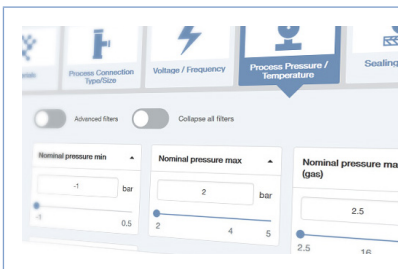 Process Connection
Type/Size
Voltage / Frequency
Process Pressure /
Temperature
Sealing
Advanced filters
Collapse all filters
Nominal pressure min
-1
bar
-1
0.5
Nominal pressure max
2
bar
2
4
5
Nominal pressure ma
(gas)
2.5
2.5
16